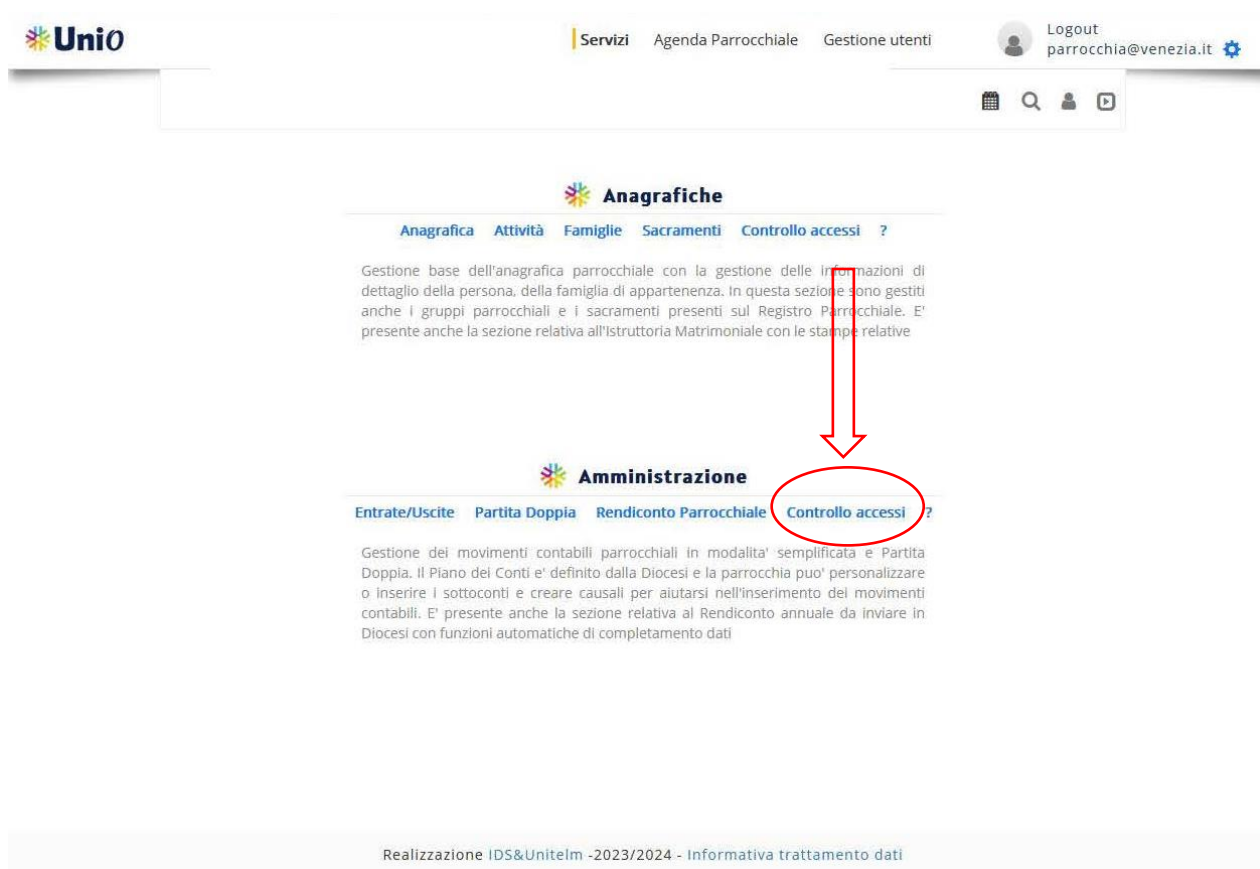 Unio
Servizi Agenda Parrocchiale Gestione utenti
Logout
parrocchia@venezia.it
Anagrafiche
Anagrafica Attività Famiglie Sacramenti Controllo accessi ?
Gestione base dell'anagrafica parrocchiale con la gestione delle informazioni di
dettaglio della persona, della famiglia di appartenenza. In questa sezione sono gestiti
anche i gruppi parrocchiali e i sacramenti presenti sul Registro Parrocchiale. E'
presente anche la sezione relativa all'Istruttoria Matrimoniale con le stampe relative
Amministrazione
Entrate/Uscite Partita Doppia Rendiconto Parrocchiale Controllo accessi ?
Gestione dei movimenti contabili parrocchiali in modalita' semplificata e Partita
Doppia. Il Piano dei Conti e' definito dalla Diocesi e la parrocchia puo' personalizzare
o inserire i sottoconti e creare causali per aiutarsi nell'inserimento dei movimenti
contabili. E' presente anche la sezione relativa al Rendiconto annuale da inviare in
Diocesi con funzioni automatiche di completamento dati
Realizzazione IDS&Unitelm -2023/2024 - Informativa trattamento dati